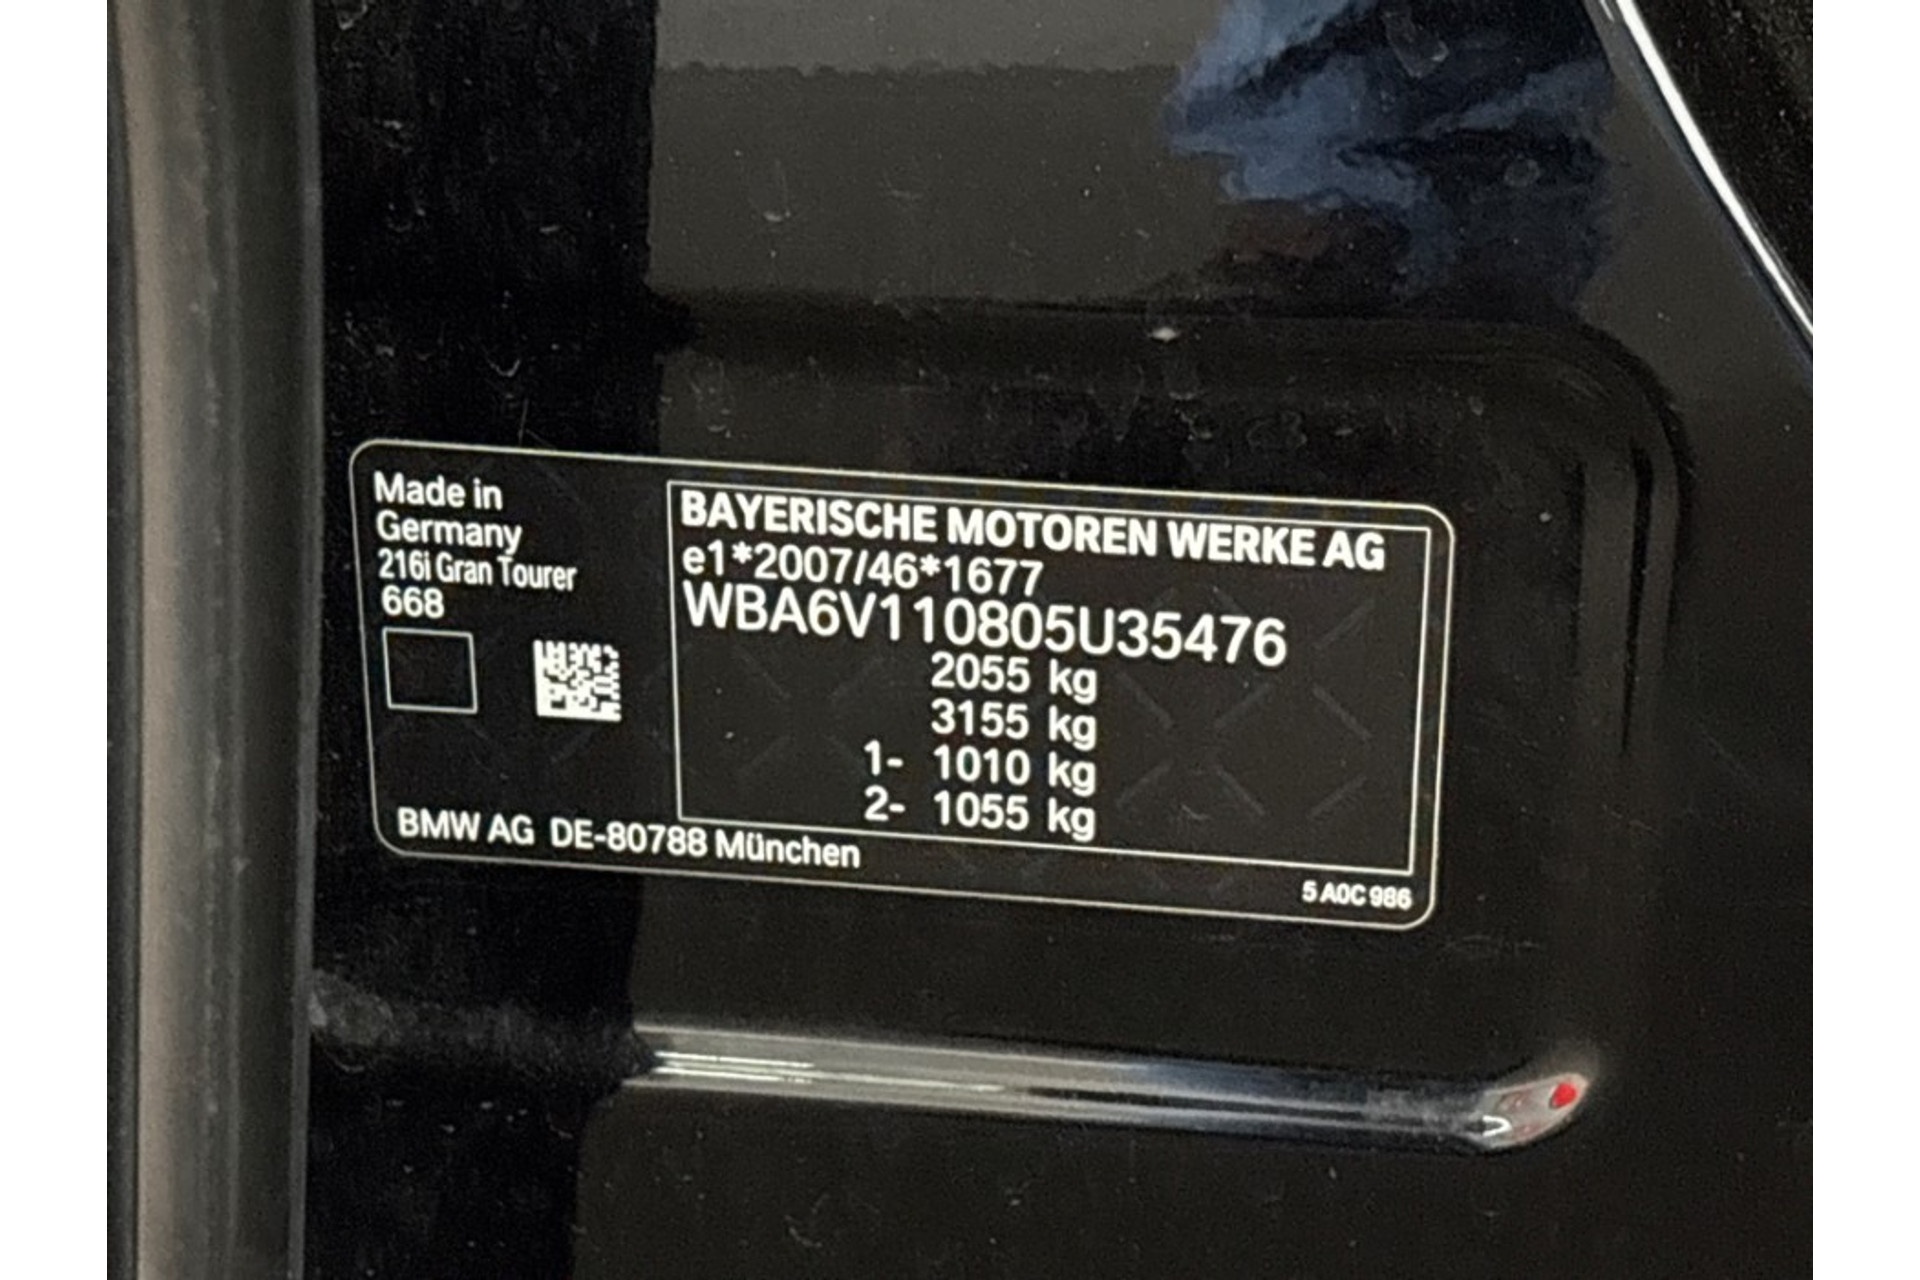 Made in
Germany
216i Gran Tourer
668
BAYERISCHE MOTOREN WERKE AG
e1*2007/46*1677
WBA6V110805U35476
2055 kg
3155 kg
1- 1010 kg
2- 1055 kg
BMW AG DE-80788 München
5 A0C 986